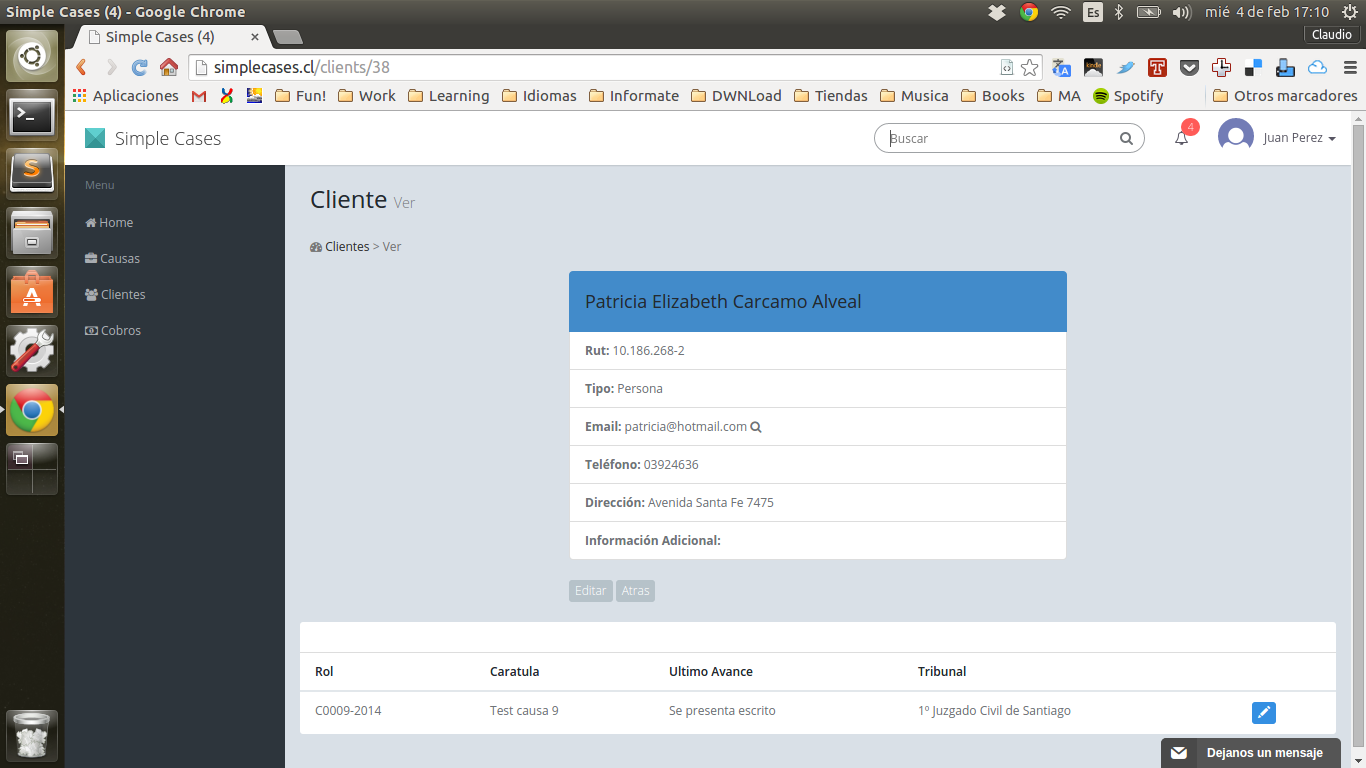 Simple Cases (4) - Google Chrome
Es
mié 4 de feb 17:10
Simple Cases (4)
Claudio
simplecases.cl/clients/38
Aplicaciones
Fun!
Work
Learning
Idiomas
Informate
DWNLoad
Tiendas
Musica
Books
MA
Spotify
Otros marcadores
Simple Cases
Buscar
4
Juan Perez
Menu
Home
Causas
Clientes
Cobros
Cliente Ver
Clientes > Ver
Patricia Elizabeth Carcamo Alveal
Rut: 10.186.268-2
Tipo: Persona
Email: patricia@hotmail.com
Teléfono: 03924636
Dirección: Avenida Santa Fe 7475
Información Adicional:
Editar Atras
Rol Caratula Ultimo Avance Tribunal
C0009-2014 Test causa 9 Se presenta escrito 1º Juzgado Civil de Santiago
Dejanos un mensaje